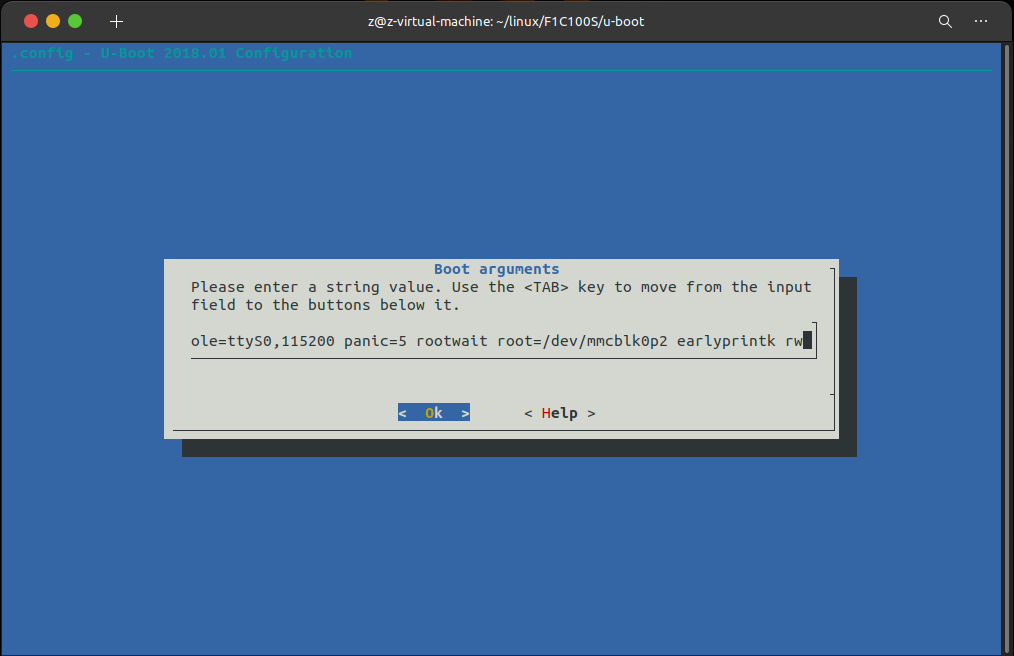 z@z-virtual-machine: ~/linux/F1C100S/u-boot
.config - U-Boot 2018.01 Configuration
Boot arguments
Please enter a string value. Use the <TAB> key to move from the input
field to the buttons below it.
ole=ttyS0,115200 panic=5 rootwait root=/dev/mmcblk0p2 earlyprintk rw
< Ok > < Help >